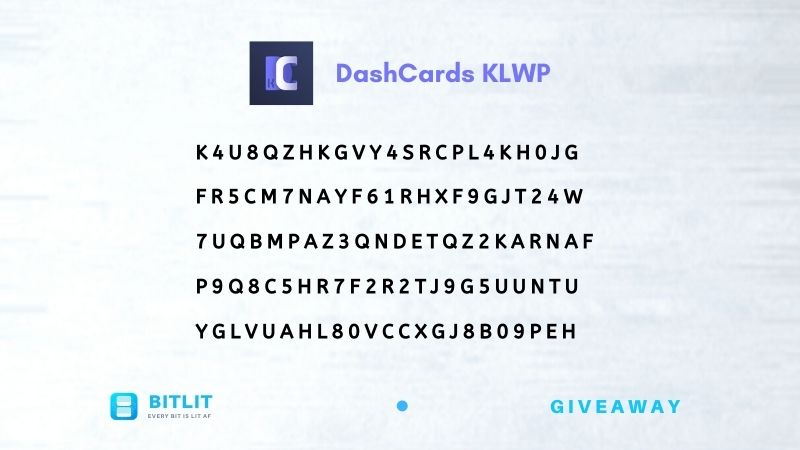 DashCards KLWP
K4U8QZHKGVY4SRCPL4KH0JG
FR5CM7NAYF61RHXF9GJT24W
7UQBMPAZ3QNDETQZ2KARNAF
P9Q8C5HR7F2R2TJ9G5UUNTU
YGLVUAHL80VCCXGJ8B09PEH
BITLIT
EVERY BIT IS LIT AF
GIVEAWAY